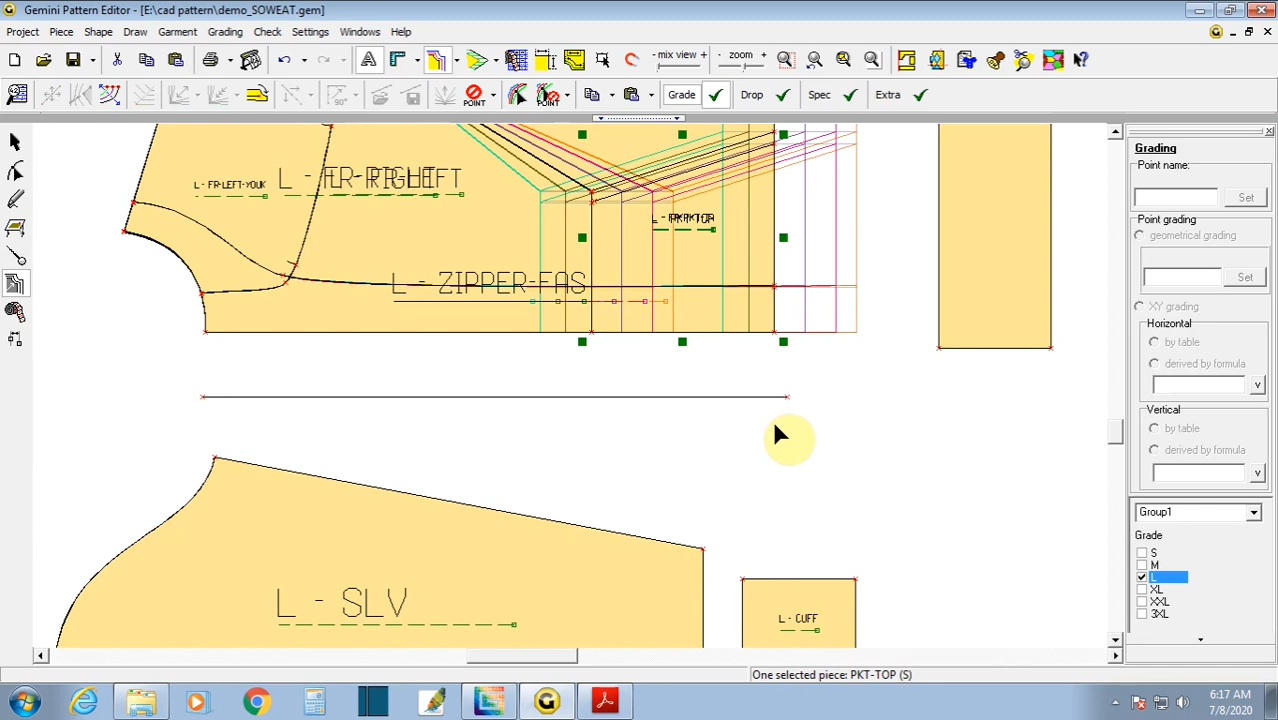 Gemini Pattern Editor - [E:\cad pattern\demo_SOWEAT.gem]
Project Piece Shape Draw Garment Grading Check Settings Windows Help
- mix view + - zoom +
POINT POINT Grade Drop Spec Extra
Grading
Point name:
Set
Point grading
geometrical grading
Set
XY grading
Horizontal
by table
derived by formula
v
Vertical
by table
derived by formula
v
Group1
Grade
S
M
L
XL
XXL
3XL
L - FR-LEFT-YOUK
L - FR-RIGHT
L - ZIPPER-FAS
L - SLV
L - CUFF
One selected piece: PKT-TOP (S)
6:17 AM
7/8/2020